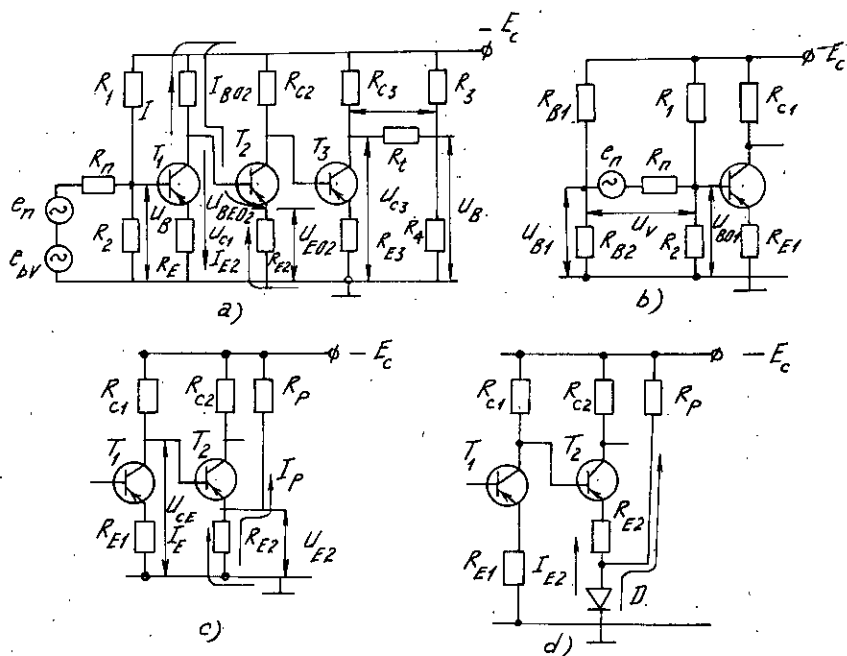 - E_c
R_1
I
I_B02
R_c2
R_c3
R_3
T_1
T_2
T_3
R_n
R_t
e_n
U_B
U_BE02
U_c3
U_B
R_2
U_c1
U_E02
R_4
e_bv
R_E
I_E2
R_E2
R_E3
a)
-E_c
R_B1
R_1
R_c1
e_n
R_n
U_B1
U_v
U_B01
R_B2
R_2
R_E1
b)
- E_c
R_c1
R_c2
R_p
T_1
T_2
I_p
U_CE
R_E1
I_E
R_E2
U_E2
c)
- E_c
R_c1
R_c2
R_p
T_1
T_2
R_E2
R_E1
I_E2
D
d)